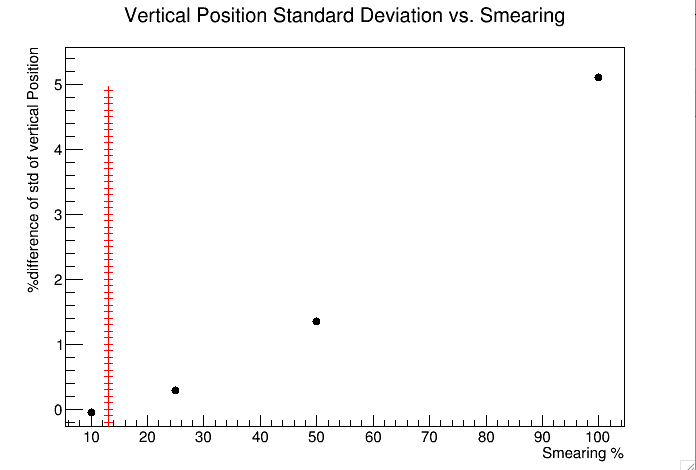 Vertical Position Standard Deviation vs. Smearing
%difference of std of vertical Position
5
4
3
2
1
0
10 20 30 40 50 60 70 80 90 100
Smearing %